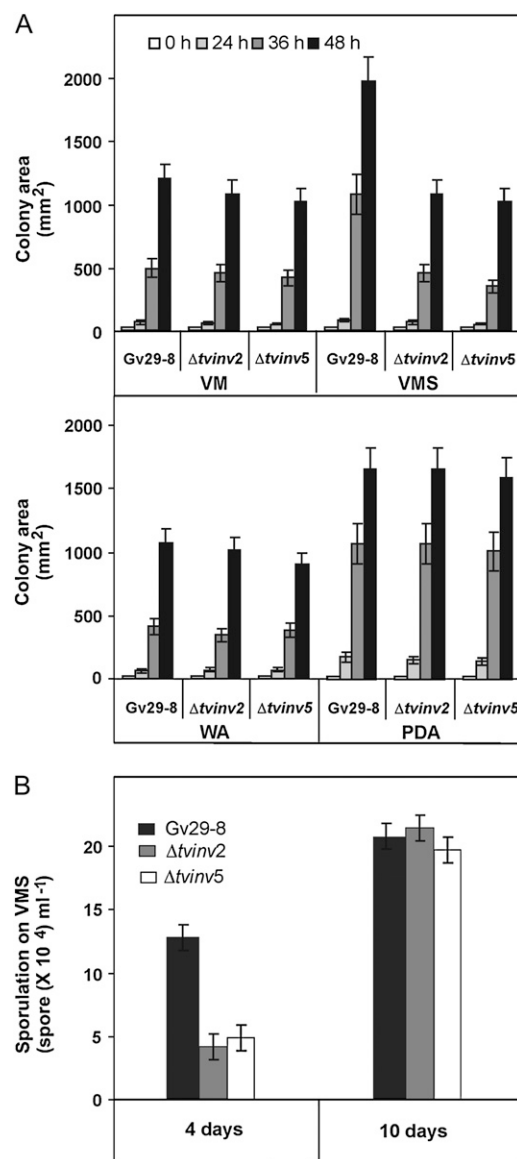 A
0 h 24 h 36 h 48 h
Colony area
(mm2)
2000
1500
1000
500
0
Gv29-8 Δtvinv2 Δtvinv5 Gv29-8 Δtvinv2 Δtvinv5
VM VMS
Colony area
(mm2)
2000
1500
1000
500
0
Gv29-8 Δtvinv2 Δtvinv5 Gv29-8 Δtvinv2 Δtvinv5
WA PDA
B
Gv29-8
Δtvinv2
Δtvinv5
Sporulation on VMS
(spore (X 10 4) ml-1)
20
15
10
5
0
4 days 10 days